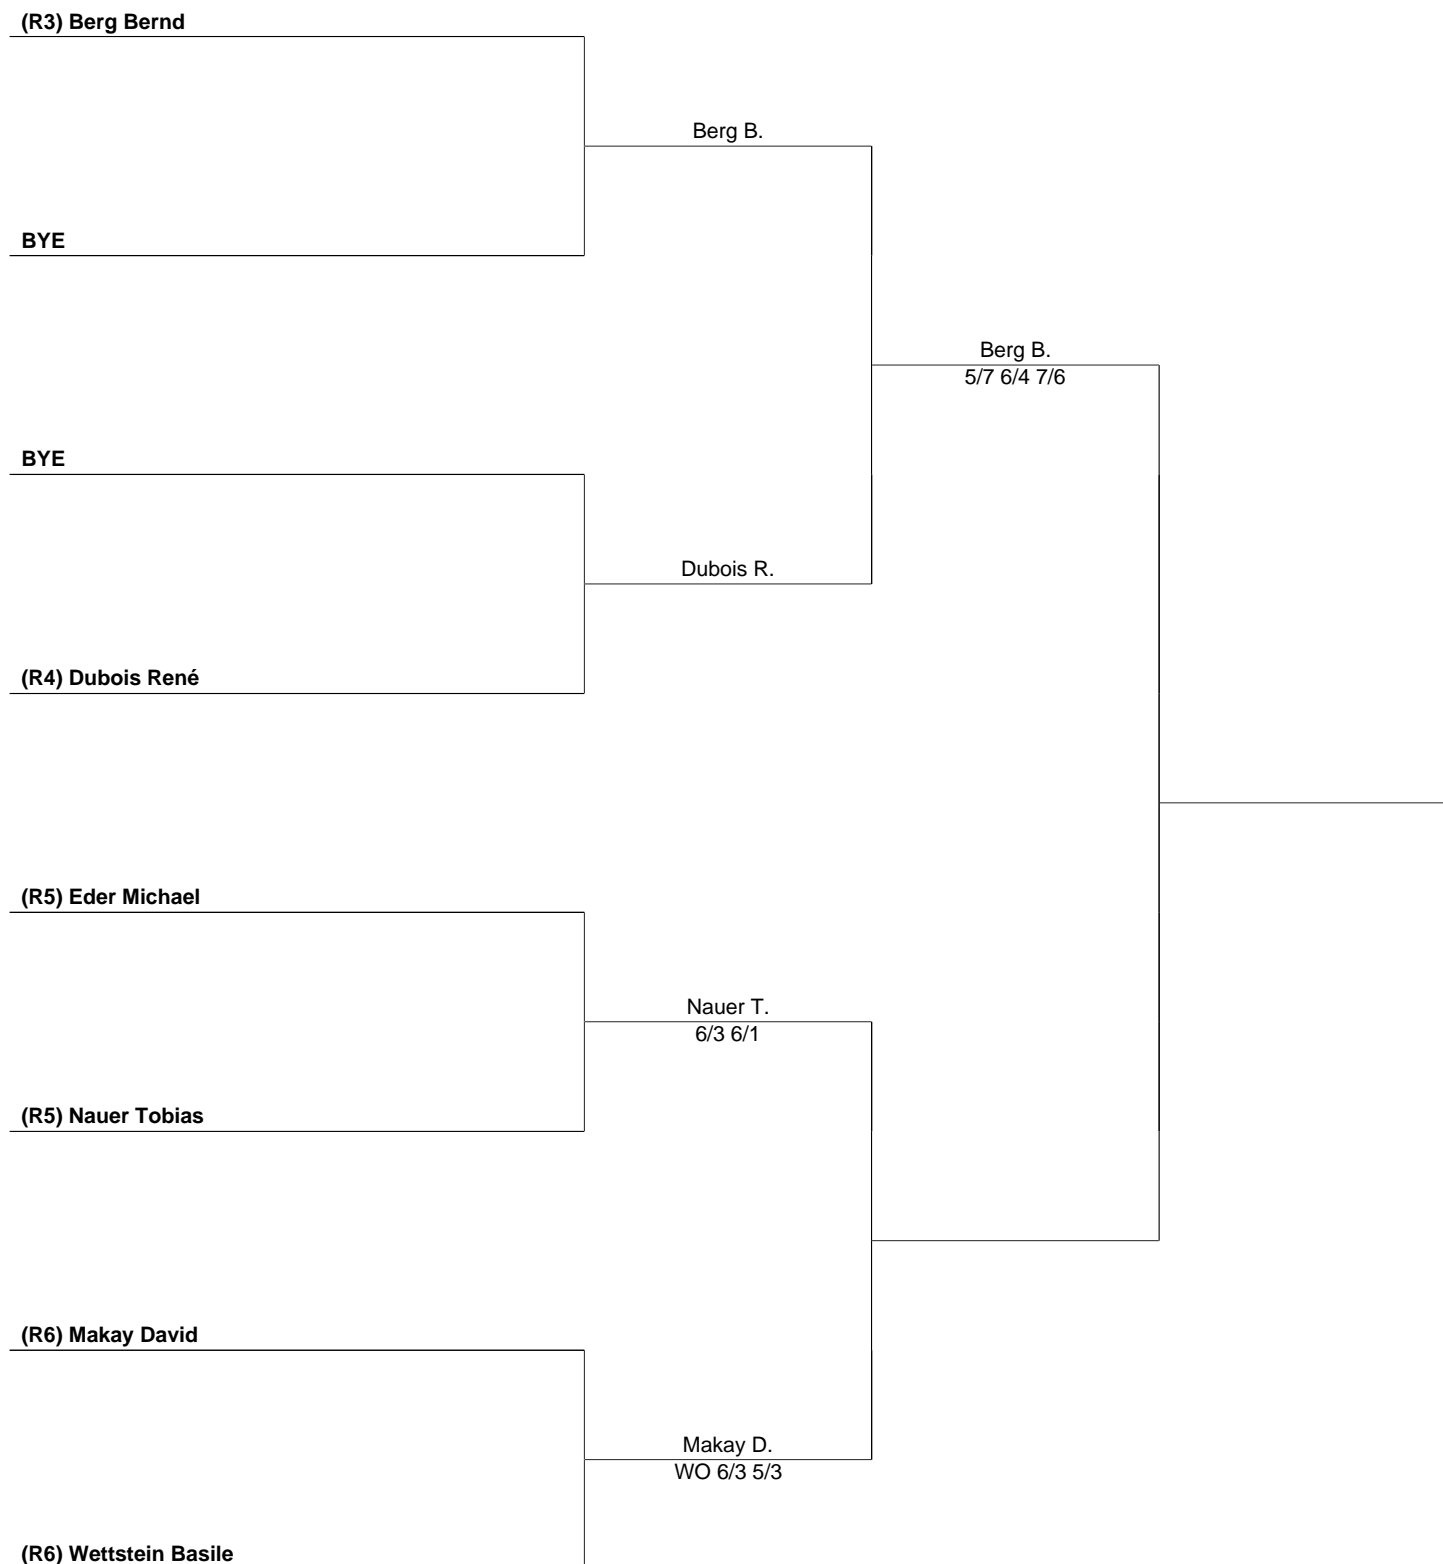 (R3) Berg Bernd
Berg B.
BYE
Berg B.
5/7 6/4 7/6
BYE
Dubois R.
(R4) Dubois René
(R5) Eder Michael
Nauer T.
6/3 6/1
(R5) Nauer Tobias
(R6) Makay David
Makay D.
WO 6/3 5/3
(R6) Wettstein Basile